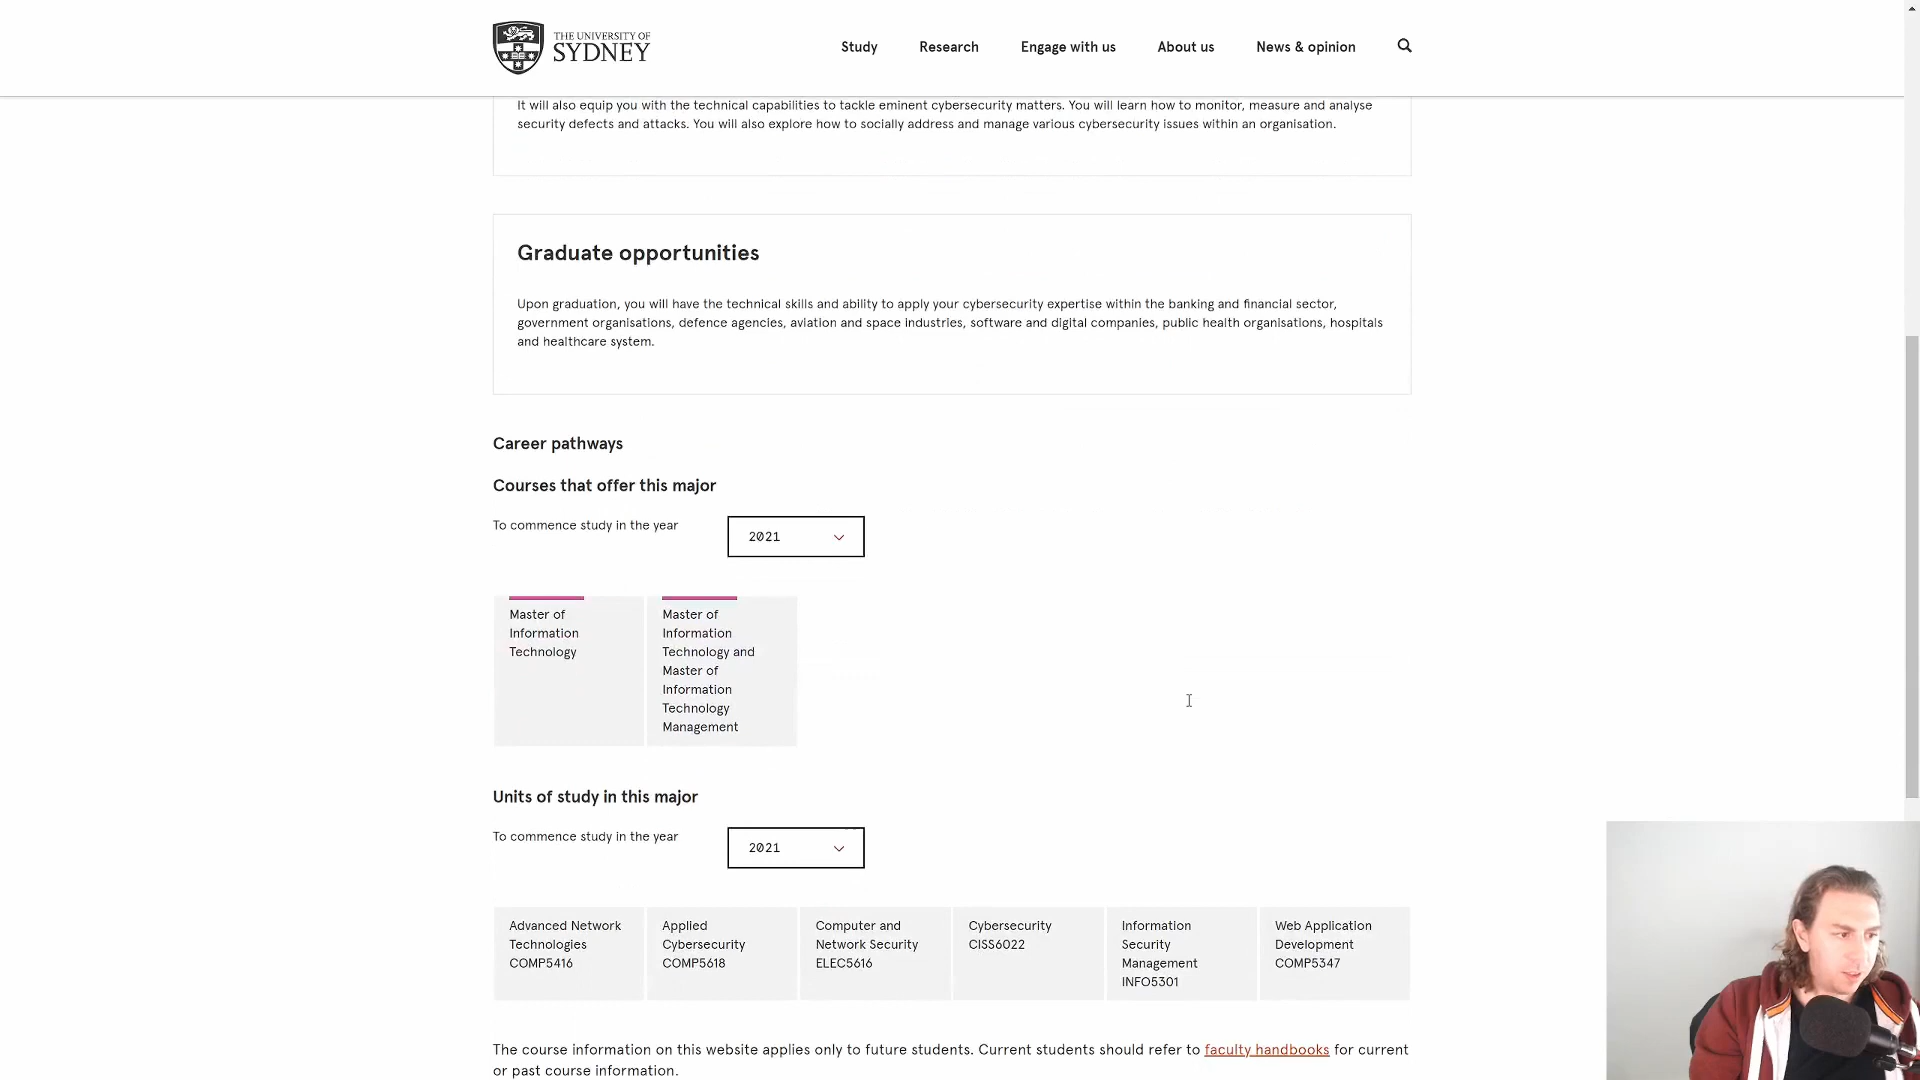 THE UNIVERSITY OF
SYDNEY
Study
Research
Engage with us
About us
News & opinion
It will also equip you with the technical capabilities to tackle eminent cybersecurity matters. You will learn how to monitor, measure and analyse
security defects and attacks. You will also explore how to socially address and manage various cybersecurity issues within an organisation.
Graduate opportunities
Upon graduation, you will have the technical skills and ability to apply your cybersecurity expertise within the banking and financial sector,
government organisations, defence agencies, aviation and space industries, software and digital companies, public health organisations, hospitals
and healthcare system.
Career pathways
Courses that offer this major
To commence study in the year
2021
Master of
Information
Technology
Master of
Information
Technology and
Master of
Information
Technology
Management
Units of study in this major
To commence study in the year
2021
Advanced Network
Technologies
COMP5416
Applied
Cybersecurity
COMP5618
Computer and
Network Security
ELEC5616
Cybersecurity
CISS6022
Information
Security
Management
INFO5301
Web Application
Development
COMP5347
The course information on this website applies only to future students. Current students should refer to faculty handbooks for current
or past course information.